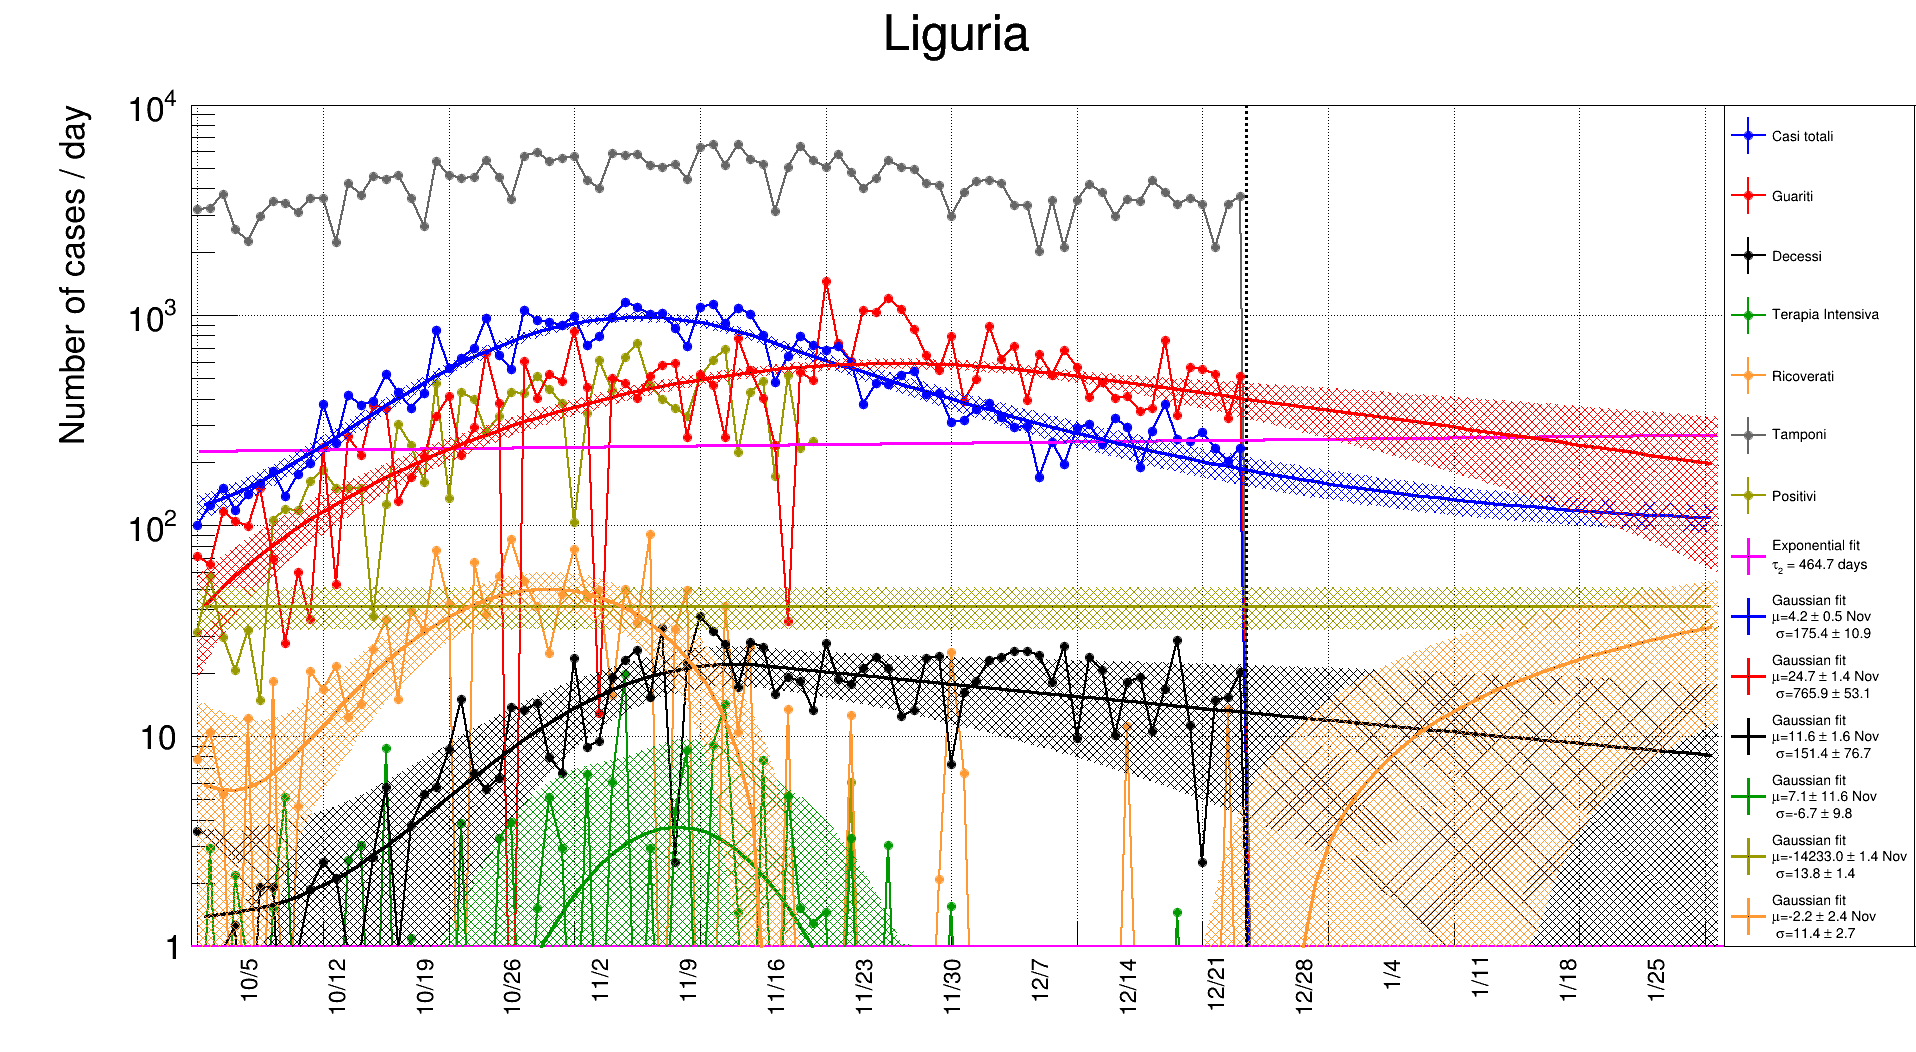 Liguria
Number of cases / day
10^4
10^3
10^2
10
1
10/5
10/12
10/19
10/26
11/2
11/9
11/16
11/23
11/30
12/7
12/14
12/21
12/28
1/4
1/11
1/18
1/25
Casi totali
Guariti
Decessi
Terapia Intensiva
Ricoverati
Tamponi
Positivi
Exponential fit
τ₂ = 464.7 days
Gaussian fit
μ=4.2 ± 0.5 Nov
σ=175.4 ± 10.9
Gaussian fit
μ=24.7 ± 1.4 Nov
σ=765.9 ± 53.1
Gaussian fit
μ=11.6 ± 1.6 Nov
σ=151.4 ± 76.7
Gaussian fit
μ=7.1 ± 11.6 Nov
σ=-6.7 ± 9.8
Gaussian fit
μ=-14233.0 ± 1.4 Nov
σ=13.8 ± 1.4
Gaussian fit
μ=-2.2 ± 2.4 Nov
σ=11.4 ± 2.7